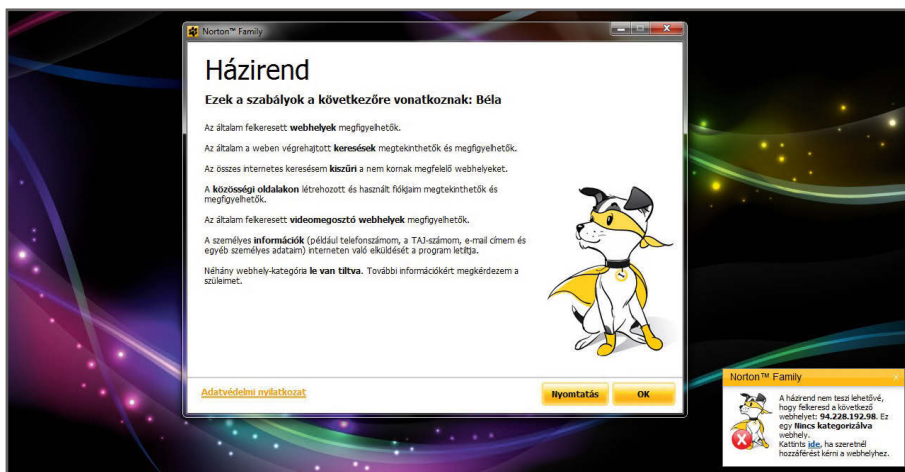 Norton™ Family
Házirend
Ezek a szabályok a következőre vonatkoznak: Béla
Az általam felkeresett webhelyek megfigyelhetők.
Az általam a weben végrehajtott keresések megtekinthetők és megfigyelhetők.
Az összes internetes keresésem kiszűri a nem kornak megfelelő webhelyeket.
A közösségi oldalakon létrehozott és használt fiókjaim megtekinthetők és
megfigyelhetők.
Az általam felkeresett videomegosztó webhelyek megfigyelhetők.
A személyes információk (például telefonszámom, a TAJ-számom, e-mail címem és
egyéb személyes adataim) interneten való elküldését a program letiltja.
Néhány webhely-kategória le van tiltva. További információkért megkérdezem a
szüleimet.
Adatvédelmi nyilatkozat
Nyomtatás
OK
Norton™ Family
A házirend nem teszi lehetővé,
hogy felkeresd a következő
webhelyet: 94.228.192.98. Ez
egy Nincs kategorizálva
webhely.
Kattints ide, ha szeretnél
hozzáférést kérni a webhelyhez.